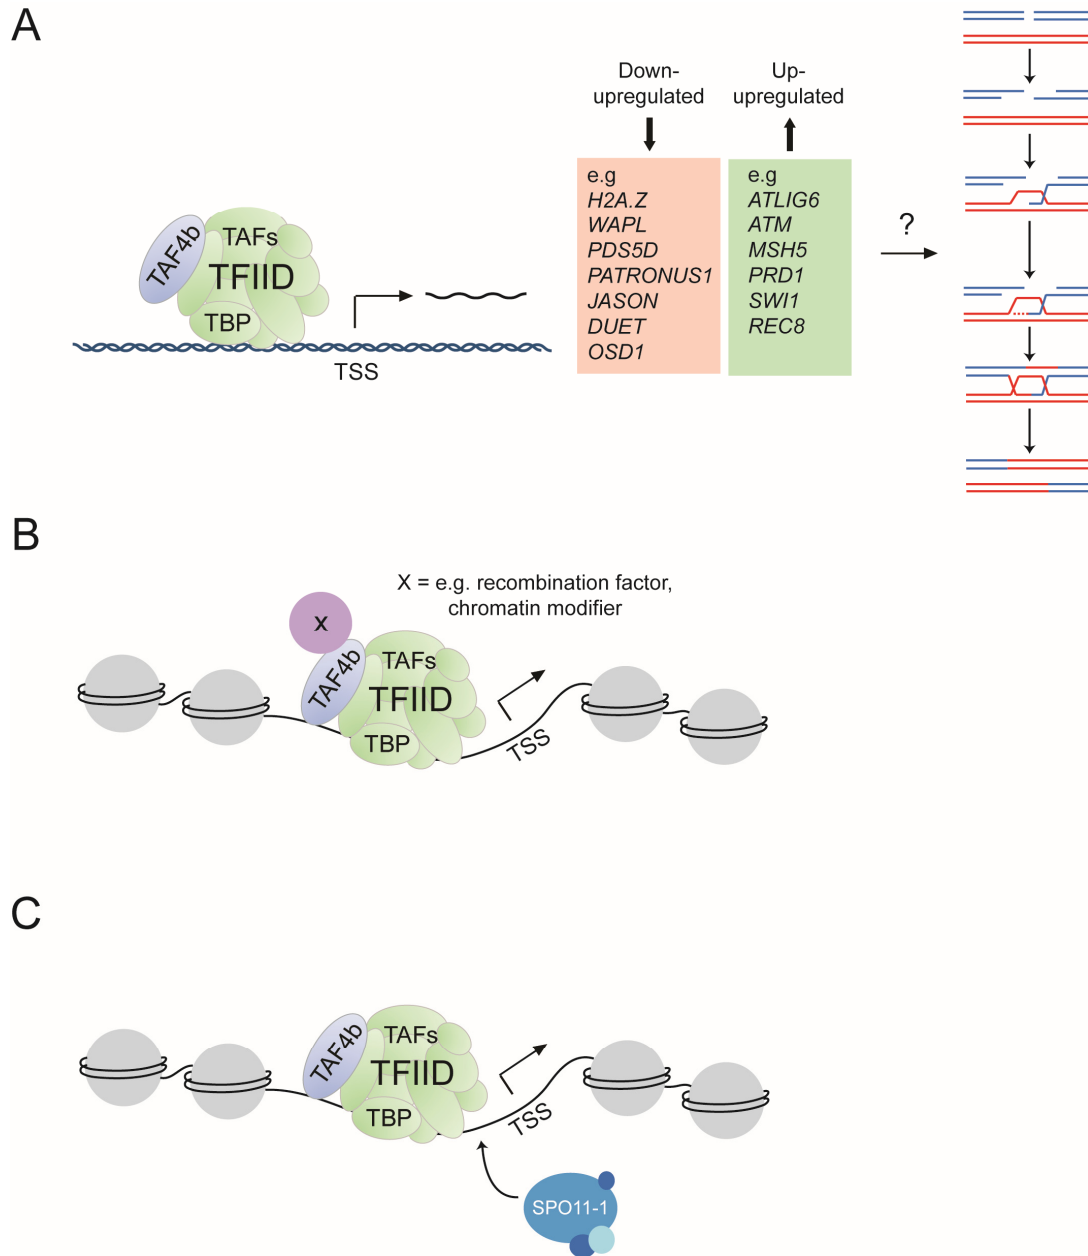 A
Down-
upregulated
Up-
upregulated
e.g
H2A.Z
WAPL
PDS5D
PATRONUS1
JASON
DUET
OSD1
e.g
ATLIG6
ATM
MSH5
PRD1
SWI1
REC8
?
TAF4b
TAFs
TFIID
TBP
TSS
B
X = e.g. recombination factor,
chromatin modifier
x
TAF4b
TAFs
TFIID
TBP
TSS
C
TAF4b
TAFs
TFIID
TBP
TSS
SPO11-1